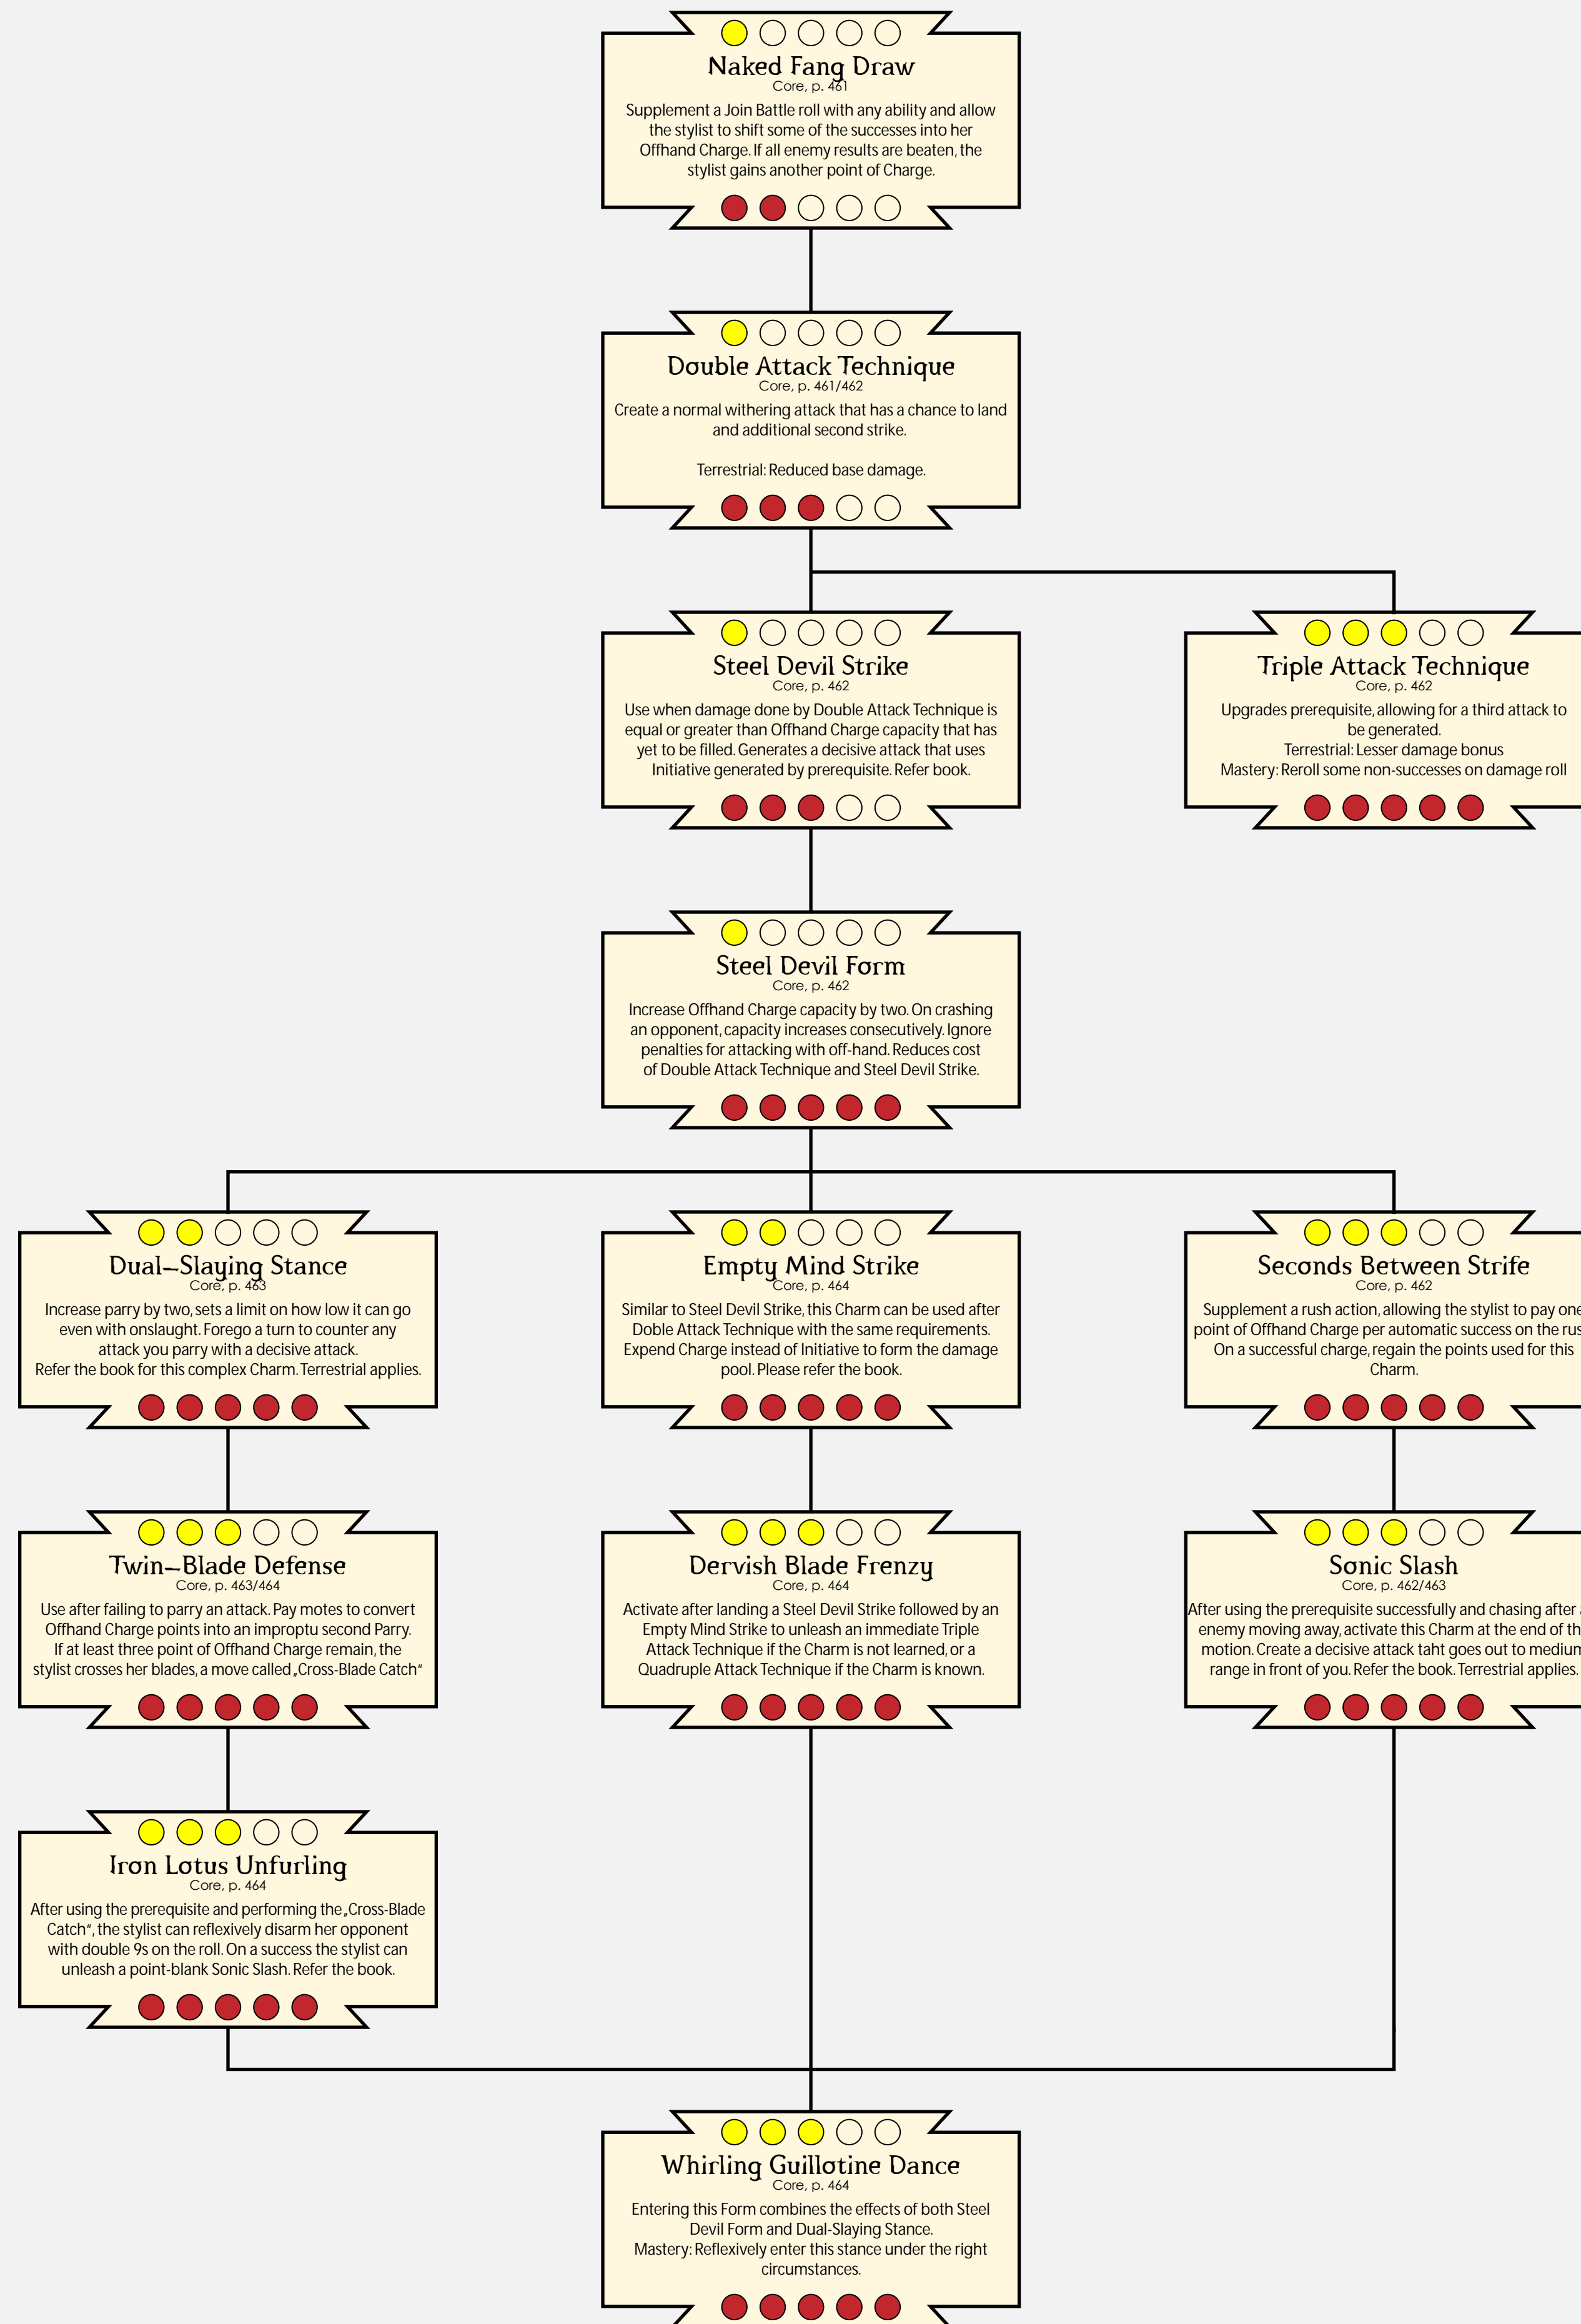 Naked Fang Draw
Core, p. 461
Supplement a Join Battle roll with any ability and allow
the stylist to shift some of the successes into her
Offhand Charge. If all enemy results are beaten, the
stylist gains another point of Charge.
Double Attack Technique
Core, p. 461/462
Create a normal withering attack that has a chance to land
and additional second strike.
Terrestrial: Reduced base damage.
Steel Devil Strike
Core, p. 462
Use when damage done by Double Attack Technique is
equal or greater than Offhand Charge capacity that has
yet to be filled. Generates a decisive attack that uses
Initiative generated by prerequisite. Refer book.
Triple Attack Technique
Core, p. 462
Upgrades prerequisite, allowing for a third attack to
be generated.
Terrestrial: Lesser damage bonus
Mastery: Reroll some non-successes on damage roll
Steel Devil Form
Core, p. 462
Increase Offhand Charge capacity by two. On crashing
an opponent, capacity increases consecutively. Ignore
penalties for attacking with off-hand. Reduces cost
of Double Attack Technique and Steel Devil Strike.
Dual-Slaying Stance
Core, p. 463
Increase parry by two, sets a limit on how low it can go
even with onslaught. Forego a turn to counter any
attack you parry with a decisive attack.
Refer the book for this complex Charm. Terrestrial applies.
Empty Mind Strike
Core, p. 464
Similar to Steel Devil Strike, this Charm can be used after
Doble Attack Technique with the same requirements.
Expend Charge instead of Initiative to form the damage
pool. Please refer the book.
Seconds Between Strife
Core, p. 462
Supplement a rush action, allowing the stylist to pay one
point of Offhand Charge per automatic success on the
On a successful charge, regain the points used for this
Charm.
Twin-Blade Defense
Core, p. 463/464
Use after failing to parry an attack. Pay motes to convert
Offhand Charge points into an improptu second Parry.
If at least three point of Offhand Charge remain, the
stylist crosses her blades, a move called „Cross-Blade Catch“
Dervish Blade Frenzy
Core, p. 464
Activate after landing a Steel Devil Strike followed by an
Empty Mind Strike to unleash an immediate Triple
Attack Technique if the Charm is not learned, or a
Quadruple Attack Technique if the Charm is known.
Sonic Slash
Core, p. 462/463
After using the prerequisite successfully and chasing after
enemy moving away, activate this Charm at the end of
motion. Create a decisive attack taht goes out to medium
range in front of you. Refer the book. Terrestrial applies.
Iron Lotus Unfurling
Core, p. 464
After using the prerequisite and performing the „Cross-Blade
Catch“, the stylist can reflexively disarm her opponent
with double 9s on the roll. On a success the stylist can
unleash a point-blank Sonic Slash. Refer the book.
Whirling Guillotine Dance
Core, p. 464
Entering this Form combines the effects of both Steel
Devil Form and Dual-Slaying Stance.
Mastery: Reflexively enter this stance under the right
circumstances.